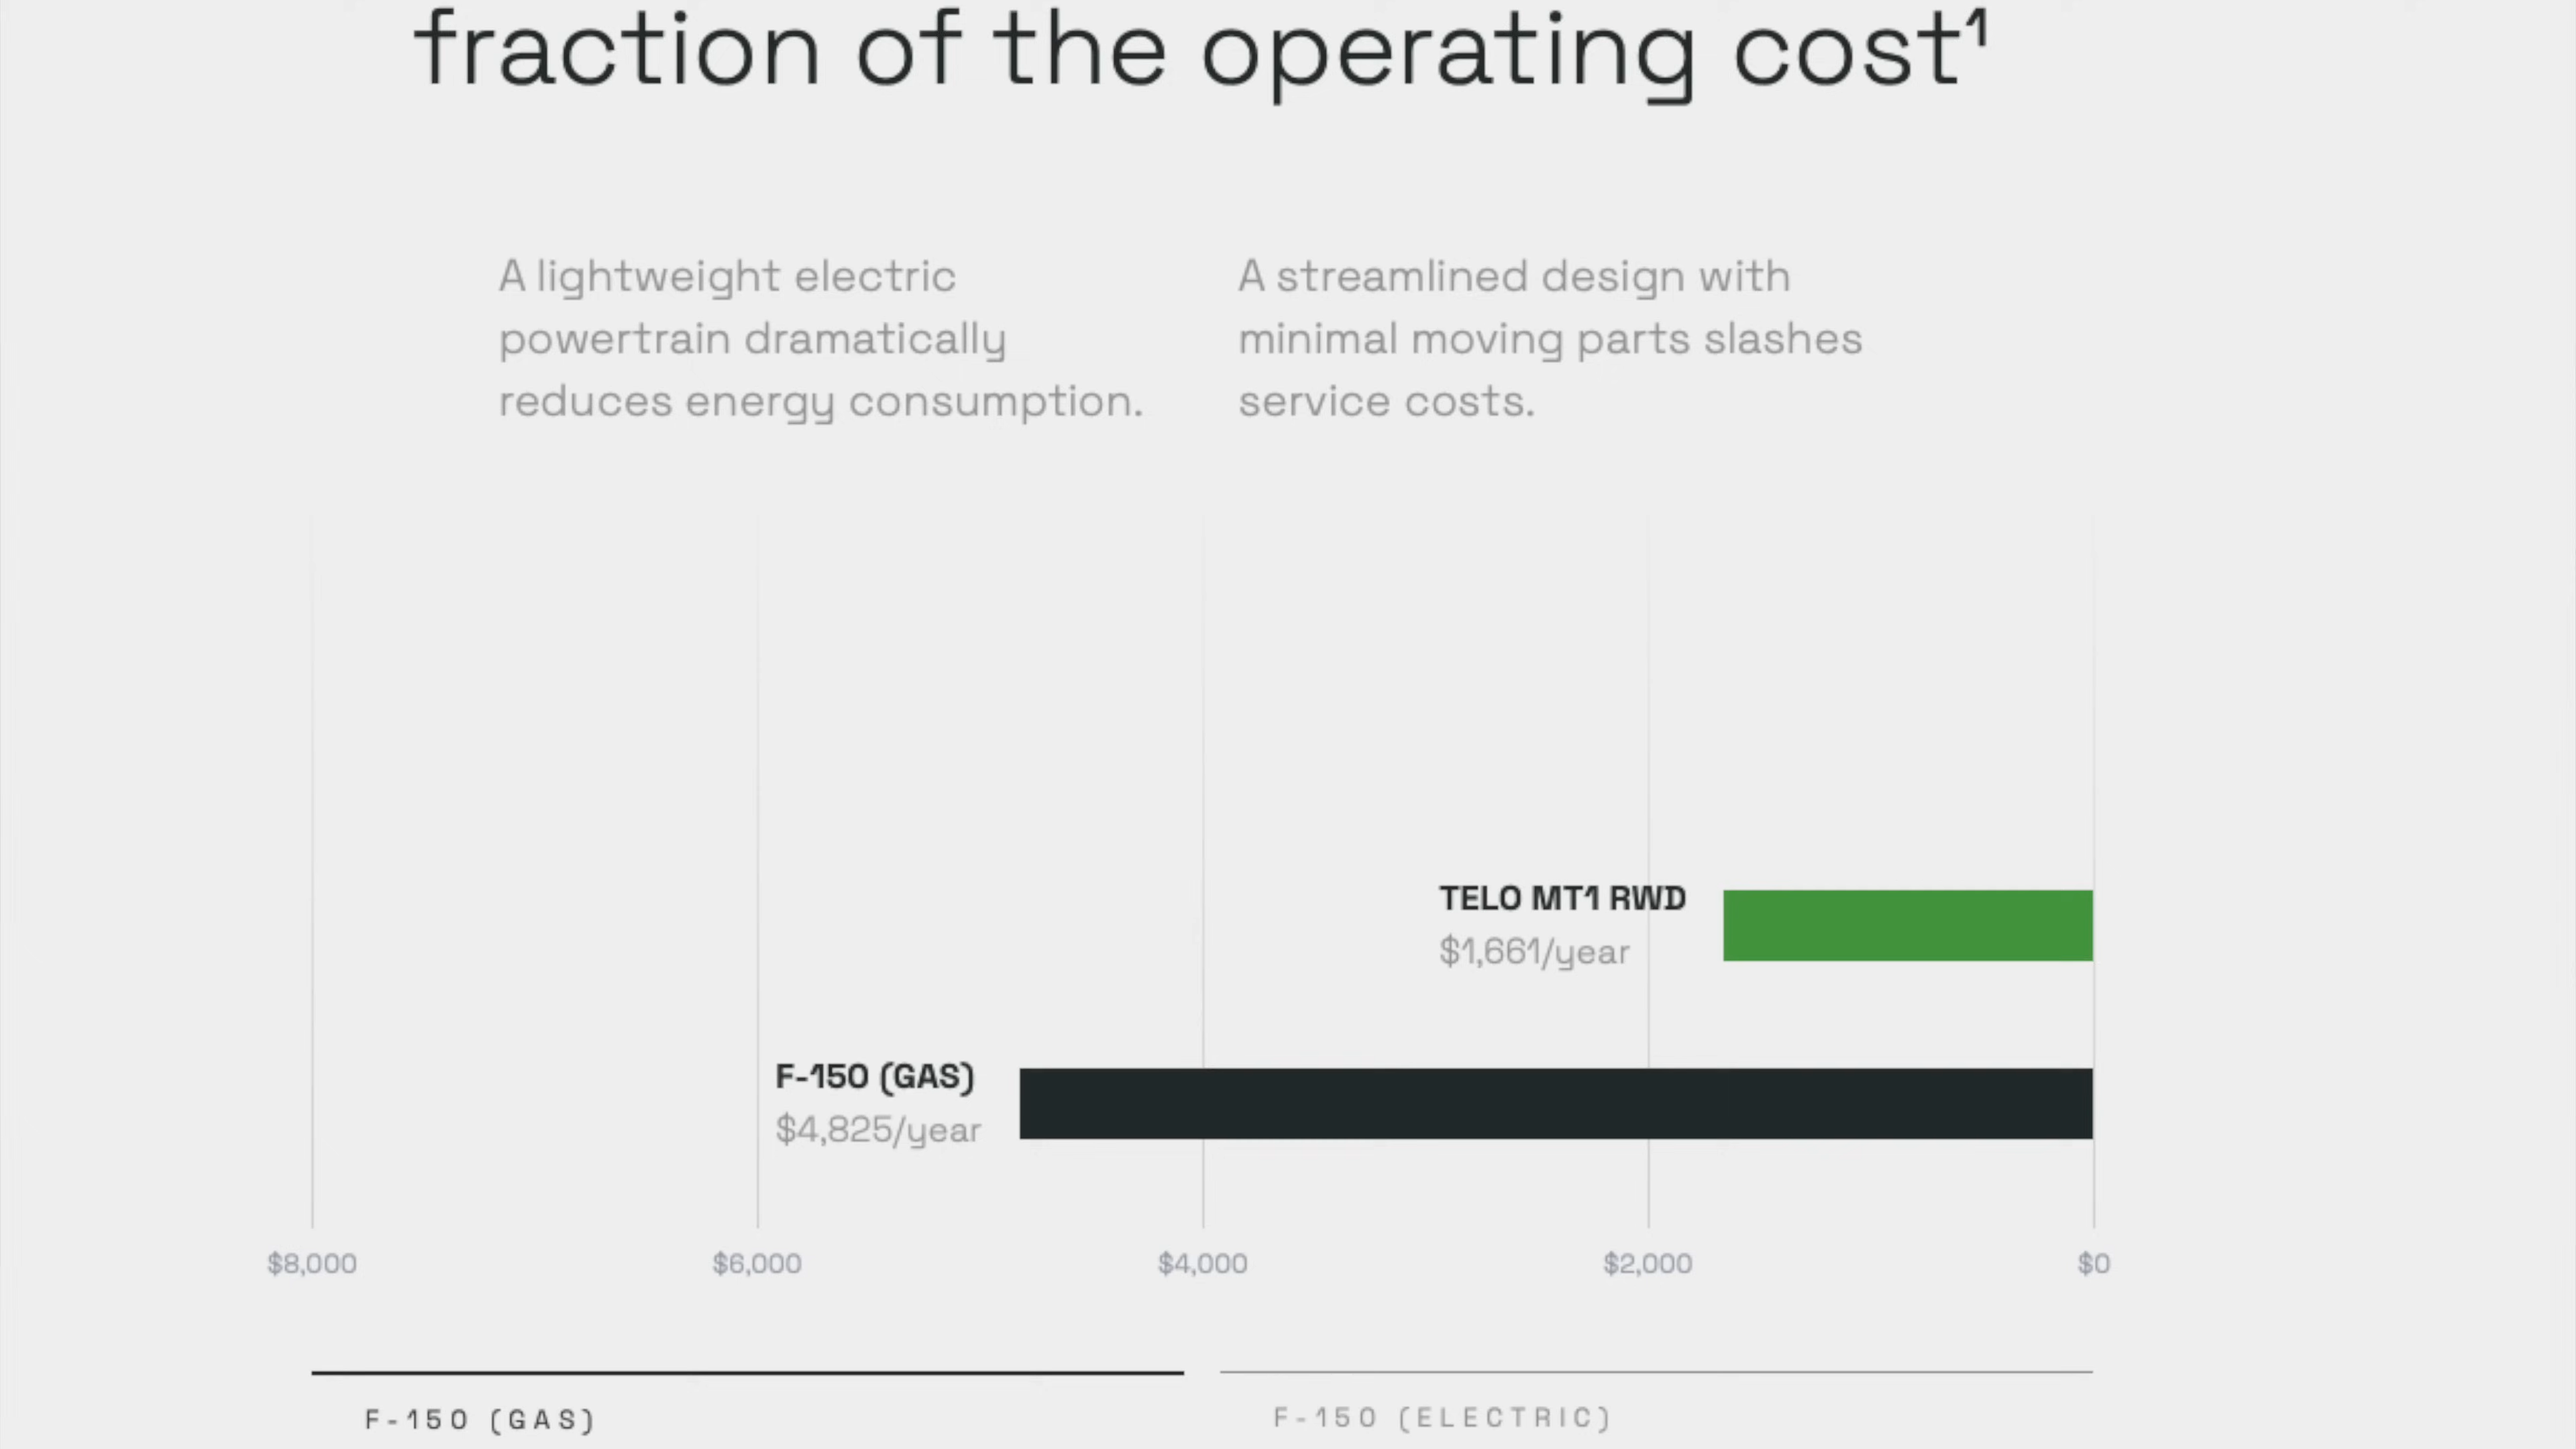 fraction of the operating cost¹
A lightweight electric
powertrain dramatically
reduces energy consumption.
A streamlined design with
minimal moving parts slashes
service costs.
TELO MT1 RWD
$1,661/year
F-150 (GAS)
$4,825/year
$8,000
$6,000
$4,000
$2,000
$0
F-150 (GAS)
F-150 (ELECTRIC)